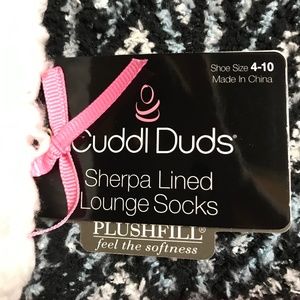 Shoe Size 4-10
Made In China
Cuddl Duds®
Sherpa Lined
Lounge Socks
PLUSHFILL®
feel the softness